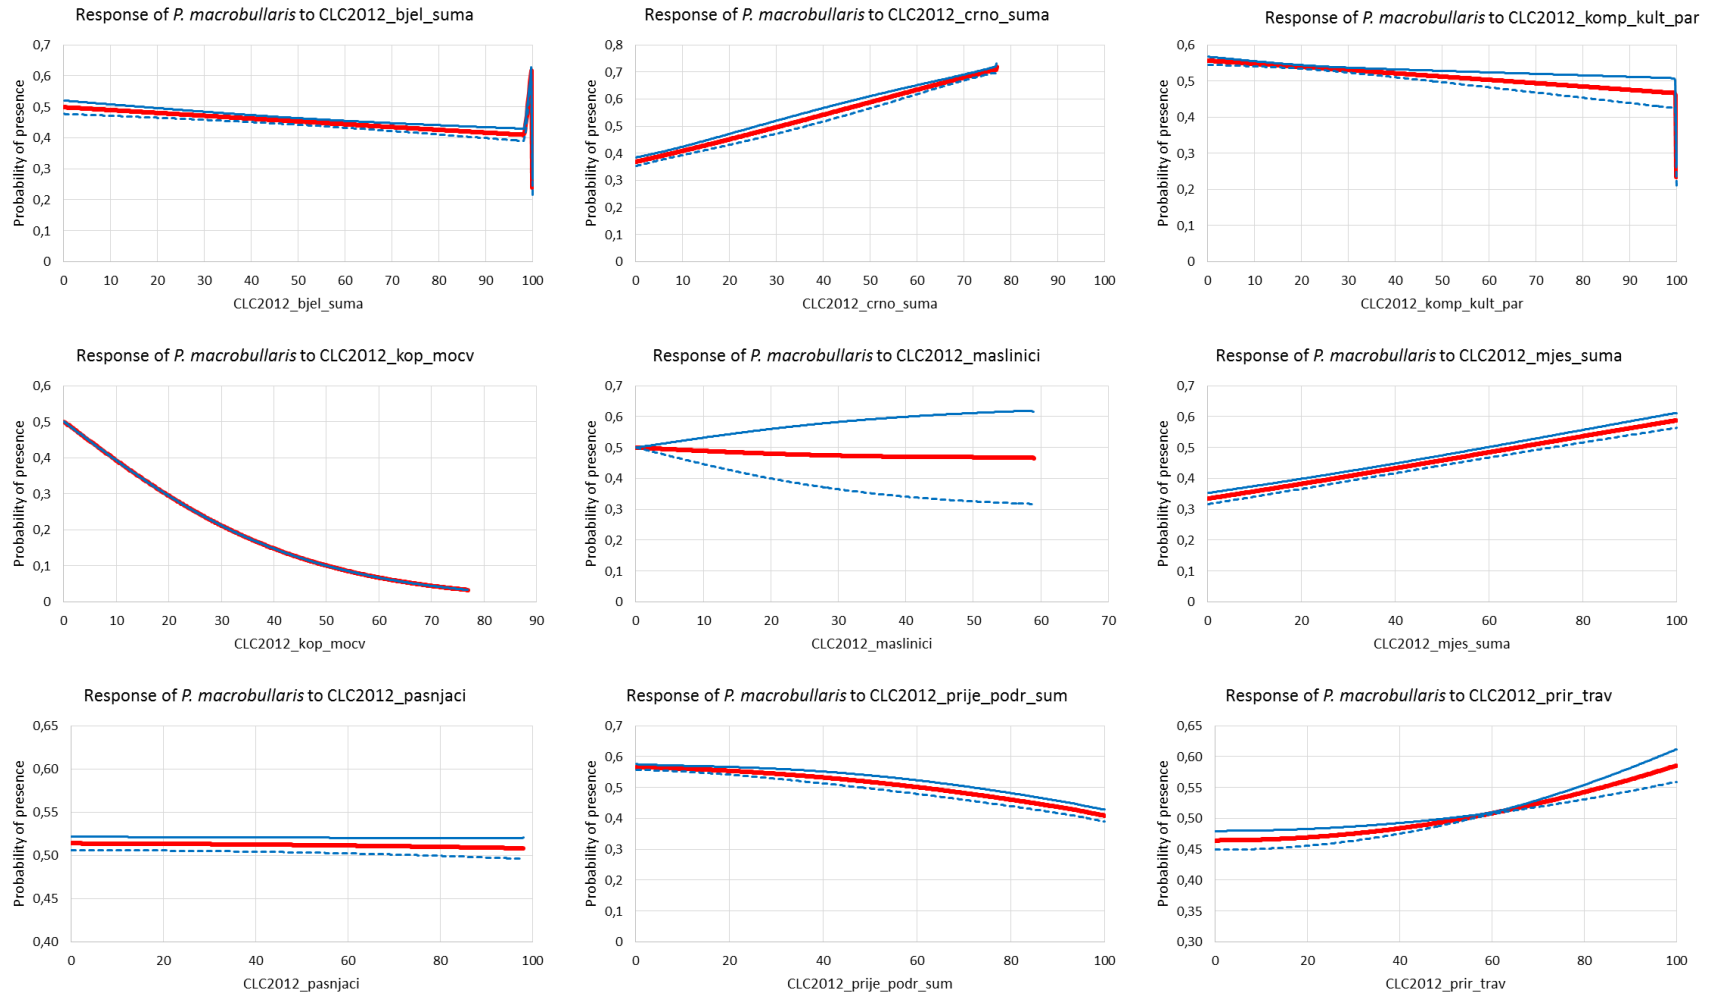 Response of P. macrobullaris to CLC2012_bjel_suma
Probability of presence
0,7
0,6
0,5
0,4
0,3
0,2
0,1
0
0 10 20 30 40 50 60 70 80 90 100
CLC2012_bjel_suma
Response of P. macrobullaris to CLC2012_crno_suma
Probability of presence
0,8
0,7
0,6
0,5
0,4
0,3
0,2
0,1
0
0 10 20 30 40 50 60 70 80 90 100
CLC2012_crno_suma
Response of P. macrobullaris to CLC2012_komp_kult_par
Probability of presence
0,6
0,5
0,4
0,3
0,2
0,1
0
0 10 20 30 40 50 60 70 80 90 100
CLC2012_komp_kult_par
Response of P. macrobullaris to CLC2012_kop_mocv
Probability of presence
0,6
0,5
0,4
0,3
0,2
0,1
0
0 10 20 30 40 50 60 70 80 90
CLC2012_kop_mocv
Response of P. macrobullaris to CLC2012_maslinici
Probability of presence
0,7
0,6
0,5
0,4
0,3
0,2
0,1
0
0 10 20 30 40 50 60 70
CLC2012_maslinici
Response of P. macrobullaris to CLC2012_mjes_suma
Probability of presence
0,7
0,6
0,5
0,4
0,3
0,2
0,1
0
0 20 40 60 80 100
CLC2012_mjes_suma
Response of P. macrobullaris to CLC2012_pasnjaci
Probability of presence
0,65
0,60
0,55
0,50
0,45
0,40
0 20 40 60 80 100
CLC2012_pasnjaci
Response of P. macrobullaris to CLC2012_prije_podr_sum
Probability of presence
0,7
0,6
0,5
0,4
0,3
0,2
0,1
0
0 20 40 60 80 100
CLC2012_prije_podr_sum
Response of P. macrobullaris to CLC2012_prir_trav
Probability of presence
0,65
0,60
0,55
0,50
0,45
0,40
0,35
0,30
0 20 40 60 80 100
CLC2012_prir_trav